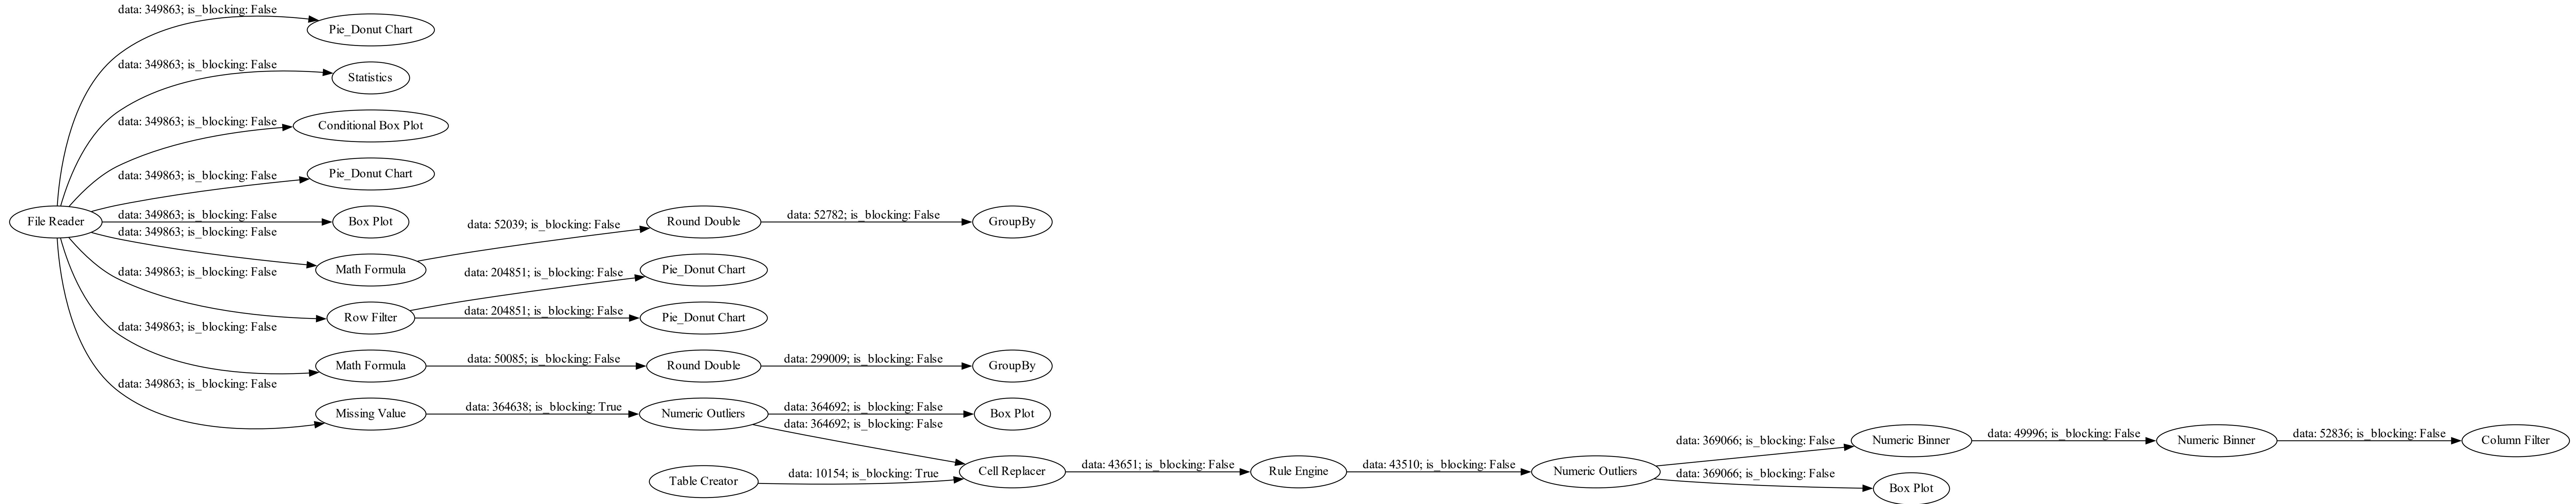 data: 349863; is_blocking: False
Pie_Donut Chart
data: 349863; is_blocking: False
Statistics
data: 349863; is_blocking: False
Conditional Box Plot
data: 349863; is_blocking: False
Pie_Donut Chart
File Reader
data: 349863; is_blocking: False
Box Plot
data: 52039; is_blocking: False
Round Double
data: 52782; is_blocking: False
GroupBy
data: 349863; is_blocking: False
Math Formula
data: 204851; is_blocking: False
Pie_Donut Chart
data: 349863; is_blocking: False
Row Filter
data: 204851; is_blocking: False
Pie_Donut Chart
data: 349863; is_blocking: False
Math Formula
data: 50085; is_blocking: False
Round Double
data: 299009; is_blocking: False
GroupBy
data: 349863; is_blocking: False
Missing Value
data: 364638; is_blocking: True
Numeric Outliers
data: 364692; is_blocking: False
Box Plot
data: 364692; is_blocking: False
Table Creator
data: 10154; is_blocking: True
Cell Replacer
data: 43651; is_blocking: False
Rule Engine
data: 43510; is_blocking: False
Numeric Outliers
data: 369066; is_blocking: False
Numeric Binner
data: 49996; is_blocking: False
Numeric Binner
data: 52836; is_blocking: False
Column Filter
data: 369066; is_blocking: False
Box Plot